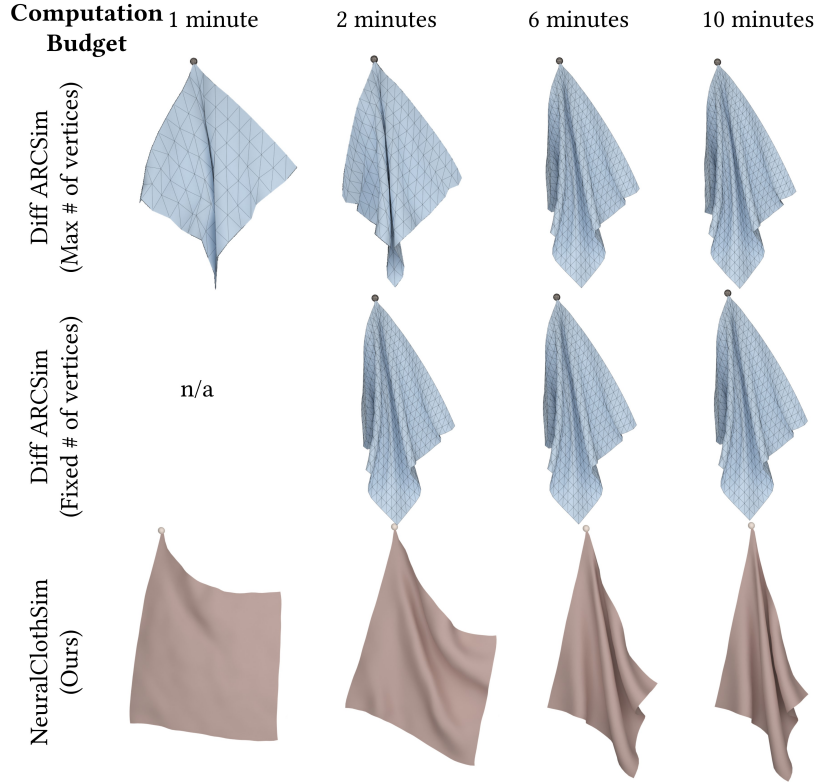 Computation
Budget
1 minute
2 minutes
6 minutes
10 minutes
Diff ARCSim
(Max # of vertices)
Diff ARCSim
(Fixed # of vertices)
n/a
NeuralClothSim
(Ours)